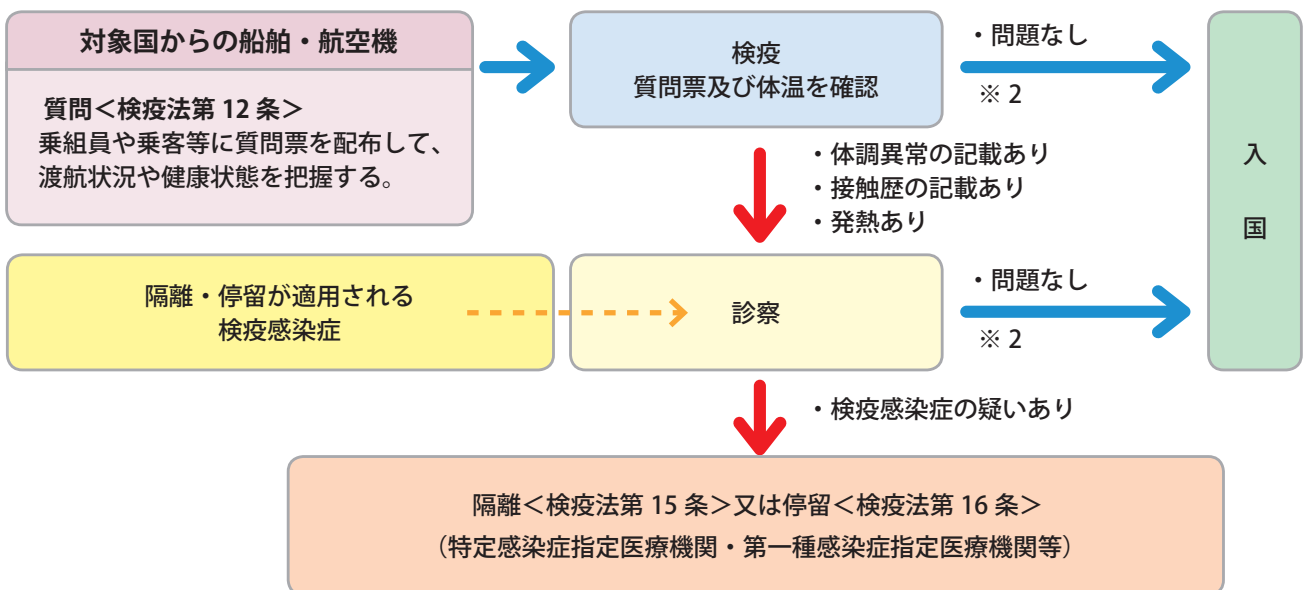 対象国からの船舶・航空機
質問＜検疫法第 12 条＞
乗組員や乗客等に質問票を配布して、
渡航状況や健康状態を把握する。
検疫
質問票及び体温を確認
・問題なし
※ 2
入
国
・体調異常の記載あり
・接触歴の記載あり
・発熱あり
隔離・停留が適用される
検疫感染症
診察
・問題なし
※ 2
・検疫感染症の疑いあり
隔離＜検疫法第 15 条＞又は停留＜検疫法第 16 条＞
（特定感染症指定医療機関・第一種感染症指定医療機関等）